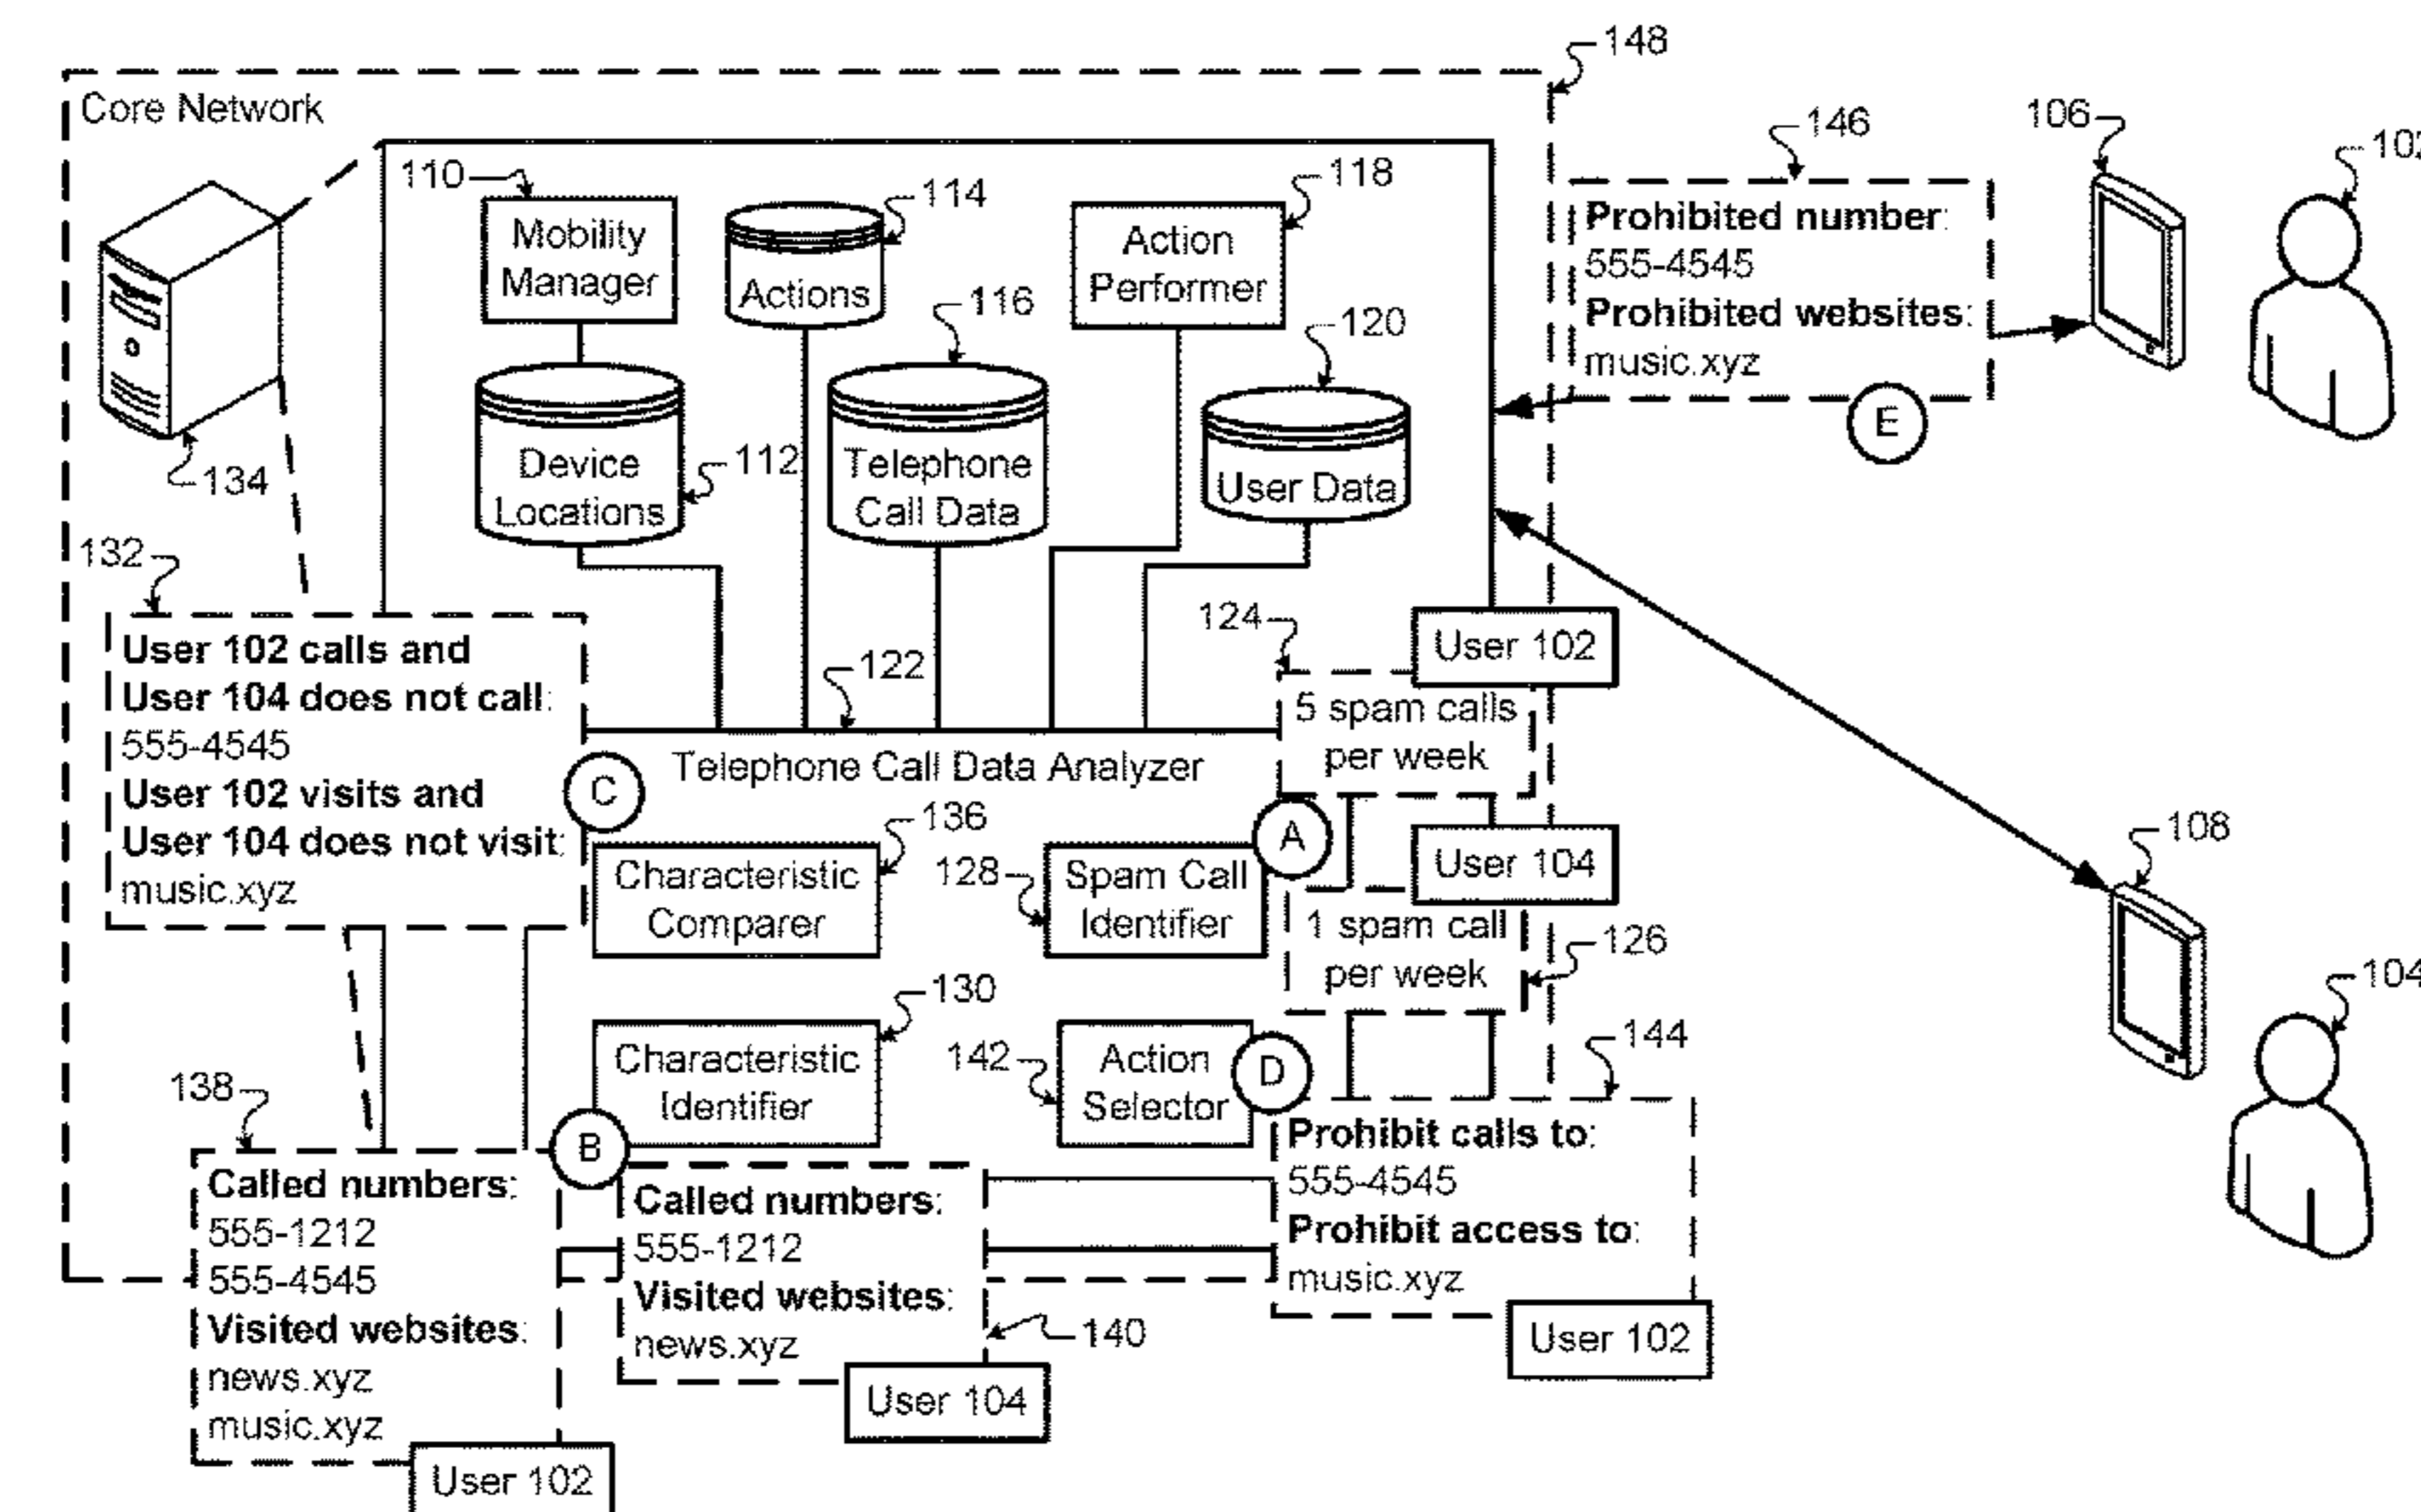 148
Core Network
146
106
102
110
114
118
Mobility
Manager
Actions
Action
Performer
Prohibited number:
555-4545
Prohibited websites:
music.xyz
E
116
120
134
Device
Locations
112
Telephone
Call Data
User Data
132
User 102 calls and
User 104 does not call:
555-4545
User 102 visits and
User 104 does not visit:
music.xyz
C
122
124
User 102
5 spam calls
per week
Telephone Call Data Analyzer
A
136
Characteristic
Comparer
128
Spam Call
Identifier
User 104
1 spam call
per week
126
108
104
130
Characteristic
Identifier
142
Action
Selector
D
144
Prohibit calls to:
555-4545
Prohibit access to:
music.xyz
User 102
138
B
Called numbers:
555-1212
555-4545
Visited websites:
news.xyz
music.xyz
User 102
Called numbers:
555-1212
Visited websites:
news.xyz
140
User 104